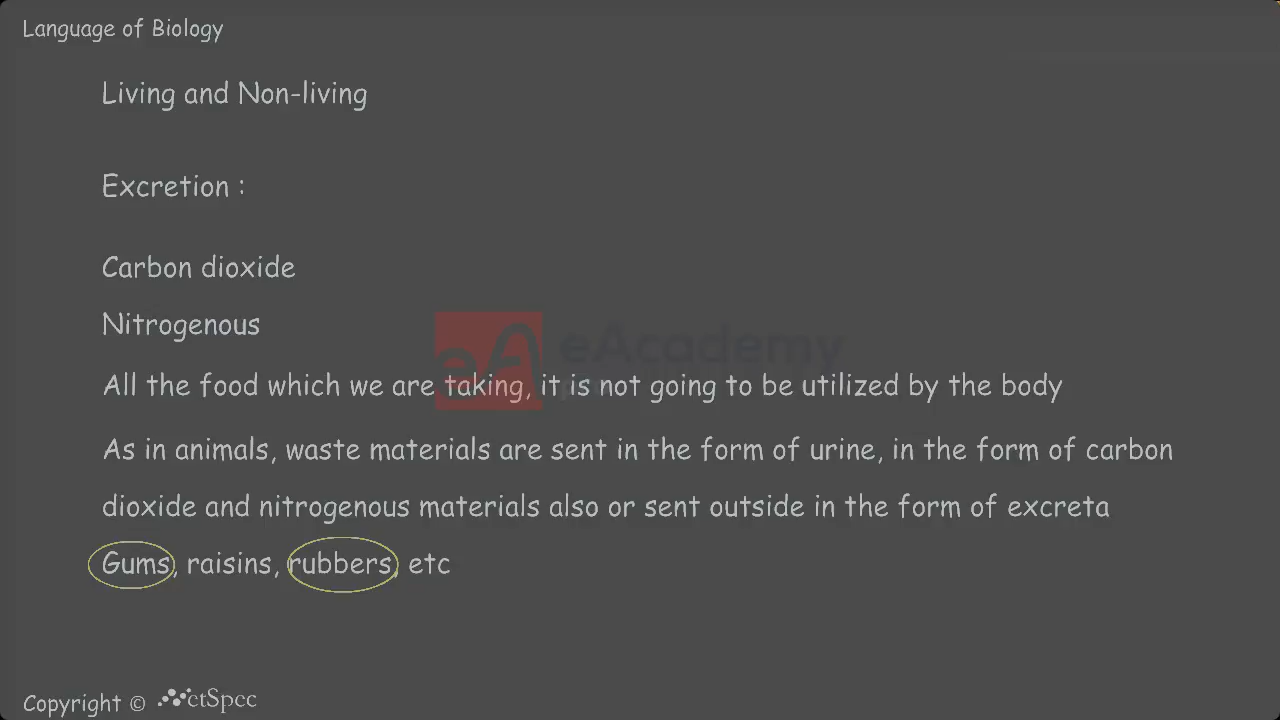 Language of Biology
Living and Non-living
Excretion :
Carbon dioxide
Nitrogenous
eAcademy
All the food which we are taking, it is not going to be utilized by the body
As in animals, waste materials are sent in the form of urine, in the form of carbon
dioxide and nitrogenous materials also or sent outside in the form of excreta
Gums, raisins, rubbers, etc
Copyright © etSpec